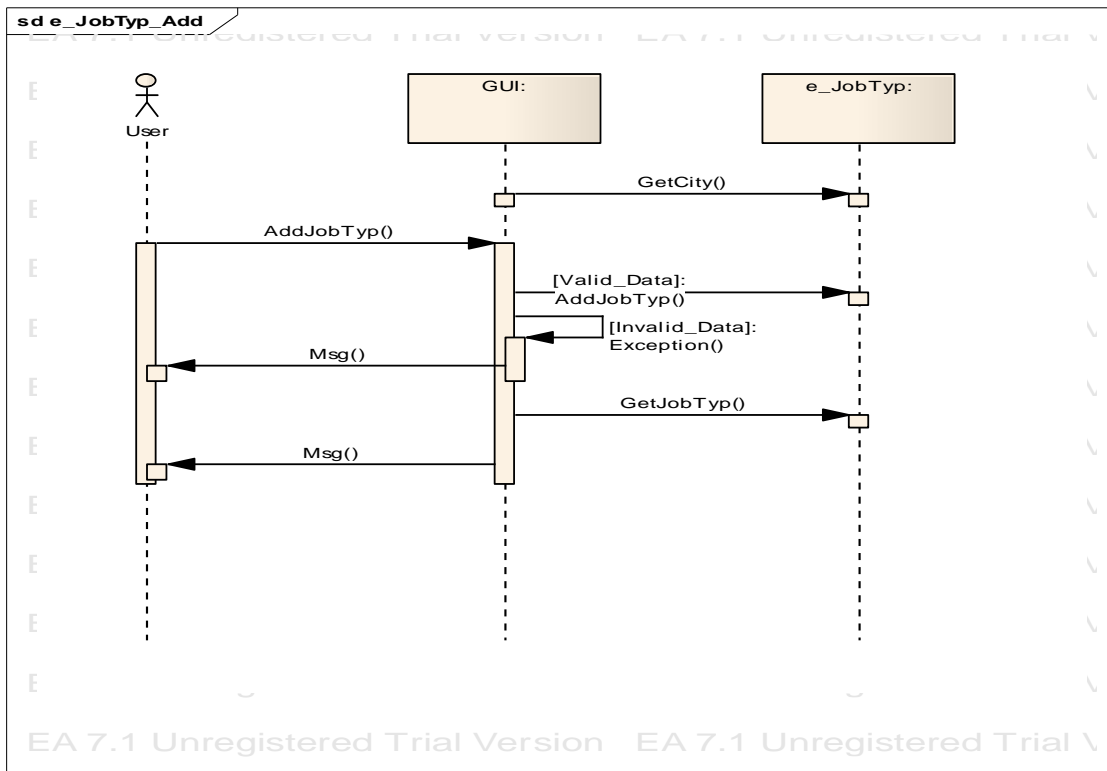 sd e_JobTyp_Add
EA 7.1 Unregistered Trial Version EA 7.1 Unregistered Trial V
User
GUI:
e_JobTyp:
GetCity()
AddJobTyp()
[Valid_Data]:
AddJobTyp()
[Invalid_Data]:
Exception()
Msg()
GetJobTyp()
Msg()
EA 7.1 Unregistered Trial Version EA 7.1 Unregistered Trial V